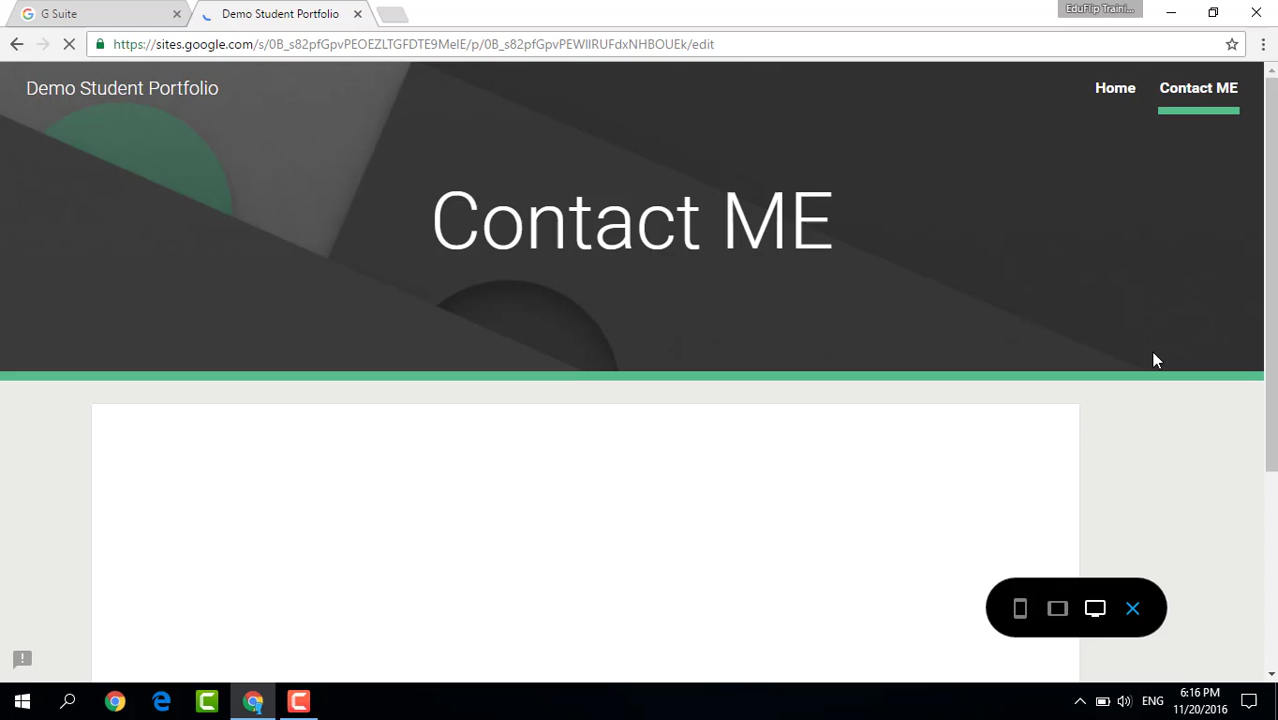 G Suite
Demo Student Portfolio
EduFlip Traini...
https://sites.google.com/s/0B_s82pfGpvPEOEZLTGFDTE9MelE/p/0B_s82pfGpvPEWlIRUFdxNHBOUEk/edit
Demo Student Portfolio
Home
Contact ME
Contact ME
ENG
6:16 PM
11/20/2016